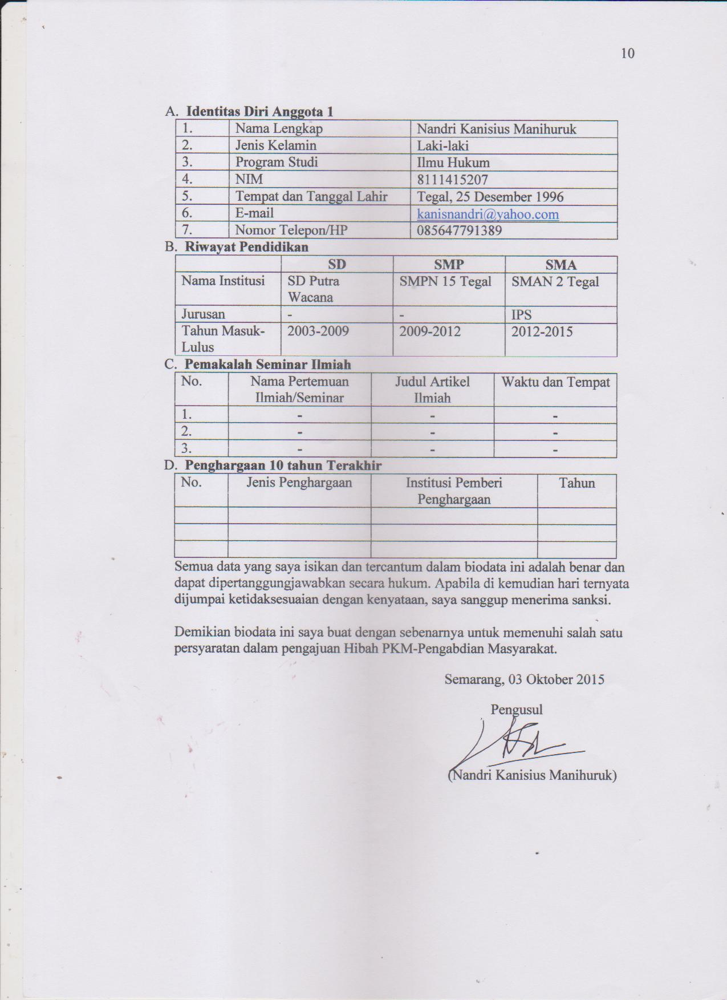 10
A. Identitas Diri Anggota 1
1. Nama Lengkap Nandri Kanisius Manihuruk
2. Jenis Kelamin Laki-laki
3. Program Studi Ilmu Hukum
4. NIM 8111415207
5. Tempat dan Tanggal Lahir Tegal, 25 Desember 1996
6. E-mail kanisnandri@yahoo.com
7. Nomor Telepon/HP 085647791389
B. Riwayat Pendidikan
SD SMP SMA
Nama Institusi SD Putra SMPN 15 Tegal SMAN 2 Tegal
Wacana
Jurusan - - IPS
Tahun Masuk- 2003-2009 2009-2012 2012-2015
Lulus
C. Pemakalah Seminar Ilmiah
No. Nama Pertemuan Judul Artikel Waktu dan Tempat
Ilmiah/Seminar Ilmiah
1. - - -
2. - - -
3. - - -
D. Penghargaan 10 tahun Terakhir
No. Jenis Penghargaan Institusi Pemberi Tahun
Penghargaan
Semua data yang saya isikan dan tercantum dalam biodata ini adalah benar dan
dapat dipertanggungjawabkan secara hukum. Apabila di kemudian hari ternyata
dijumpai ketidaksesuaian dengan kenyataan, saya sanggup menerima sanksi.
Demikian biodata ini saya buat dengan sebenarnya untuk memenuhi salah satu
persyaratan dalam pengajuan Hibah PKM-Pengabdian Masyarakat.
Semarang, 03 Oktober 2015
Pengusul
(Nandri Kanisius Manihuruk)